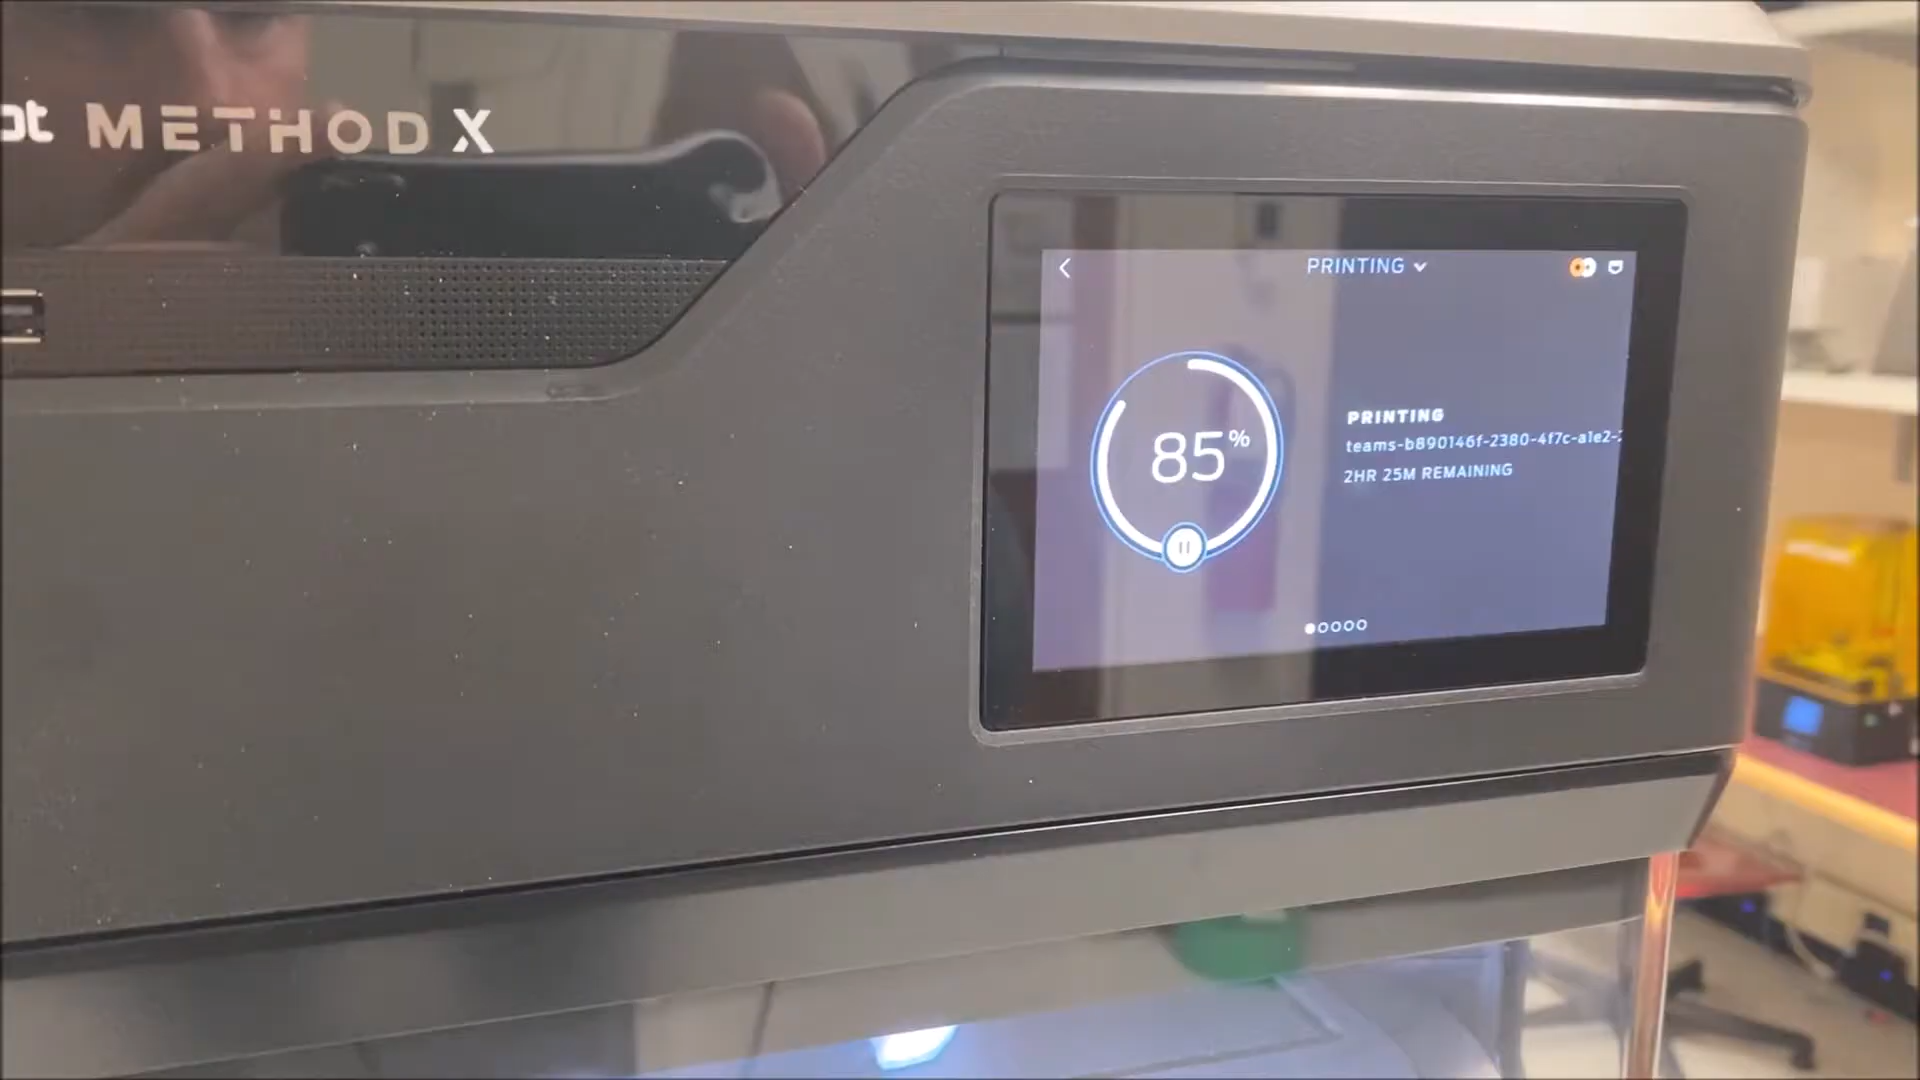 METHOD X
PRINTING
85%
PRINTING
teams-b890146f-2380-4f7c-a1e2-
2HR 25M REMAINING